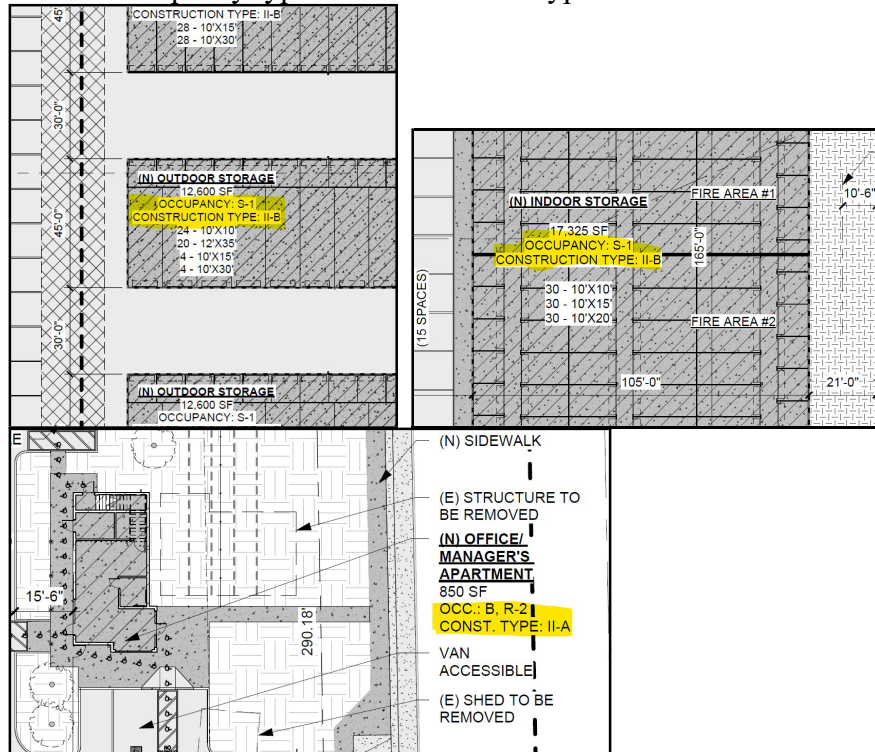 45'
CONSTRUCTION TYPE: II-B
28 - 10'X15'
28 - 10'X30'
30'-0"
(N) OUTDOOR STORAGE
12,600 SF
OCCUPANCY: S-1
CONSTRUCTION TYPE: II-B
24 - 10'X10'
20 - 12'X35'
4 - 10'X15'
4 - 10'X30'
45'-0"
30'-0"
(N) OUTDOOR STORAGE
12,600 SF
OCCUPANCY: S-1
(15 SPACES)
(N) INDOOR STORAGE
FIRE AREA #1
17,325 SF
OCCUPANCY: S-1
CONSTRUCTION TYPE: II-B
165'-0"
30 - 10'X10'
30 - 10'X15'
30 - 10'X20'
FIRE AREA #2
105'-0"
21'-0"
10'-6"
E
15'-6"
290.18'
(N) SIDEWALK
(E) STRUCTURE TO
BE REMOVED
(N) OFFICE/
MANAGER'S
APARTMENT
850 SF
OCC.: B, R-2
CONST. TYPE: II-A
VAN
ACCESSIBLE
(E) SHED TO BE
REMOVED